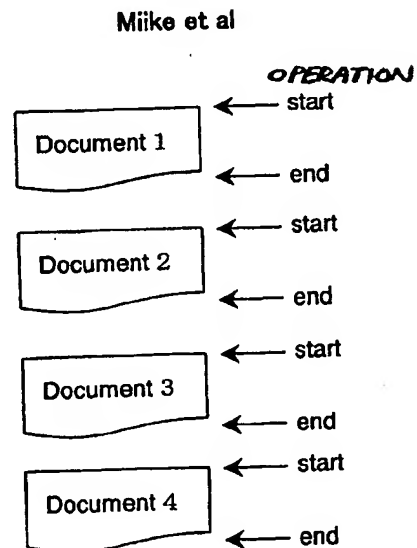 Miike et al
OPERATION
start
Document 1
end
start
Document 2
end
start
Document 3
end
start
Document 4
end